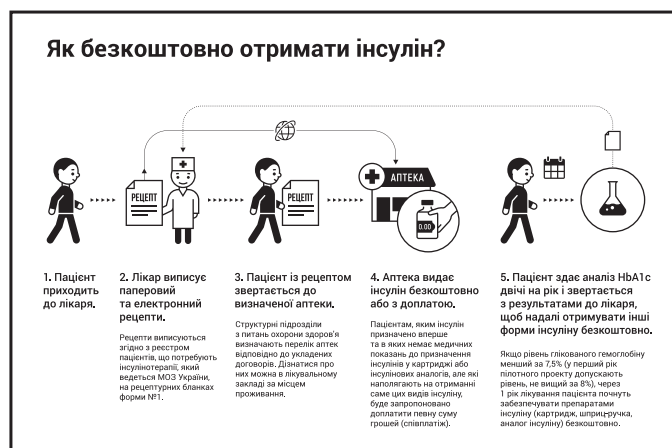 Як безкоштовно отримати інсулін?
РЕЦЕПТ
РЕЦЕПТ
АПТЕКА
0.00
1. Пацієнт
приходить
до лікаря.
2. Лікар виписує
паперовий
та електронний
рецепти.
Рецепти виписуються
згідно з реєстром
пацієнтів, що потребують
інсулінотерапії, який
ведеться МОЗ України,
на рецептурних бланках
форми №1.
3. Пацієнт із рецептом
звертається до
визначеної аптеки.
Структурні підрозділи
з питань охорони здоров'я
визначають перелік аптек
відповідно до укладених
договорів. Дізнатися про
них можна в лікувальному
закладі за місцем
проживання.
4. Аптека видає
інсулін безкоштовно
або з доплатою.
Пацієнтам, яким інсулін
призначено вперше
та в яких немає медичних
показань до призначення
інсулінів у картриджі або
інсулінових аналогів, але які
наполягають на отриманні
саме цих видів інсуліну,
буде запропоновано
доплатити певну суму
грошей (співплатіж).
5. Пацієнт здає аналіз HbA1c
двічі на рік і звертається
з результатами до лікаря,
щоб надалі отримувати інші
форми інсуліну безкоштовно.
Якщо рівень глікованого гемоглобіну
менший за 7,5% (у перший рік
пілотного проекту допускають
рівень, не вищий за 8%), через
1 рік лікування пацієнта почнуть
забезпечувати препаратами
інсуліну (картридж, шприц-ручка,
аналог інсуліну) безкоштовно.